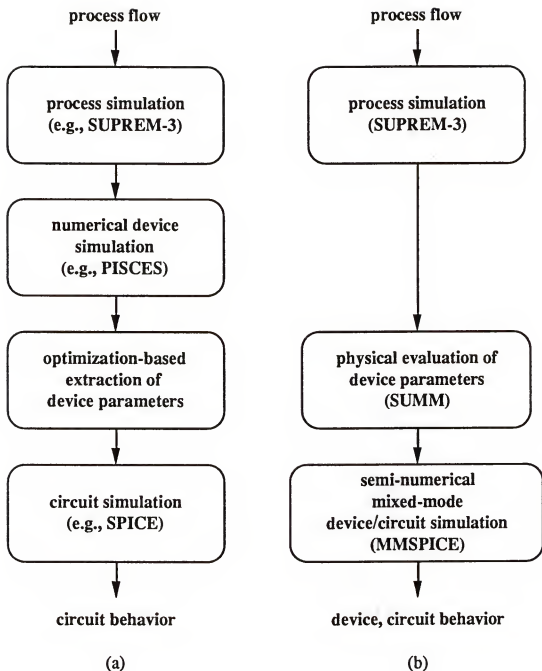 process flow
process simulation
(e.g., SUPREM-3)
numerical device
simulation
(e.g., PISCES)
optimization-based
extraction of
device parameters
circuit simulation
(e.g., SPICE)
circuit behavior
(a)
process flow
process simulation
(SUPREM-3)
physical evaluation of
device parameters
(SUMM)
semi-numerical
mixed-mode
device/circuit simulation
(MMSPICE)
device, circuit behavior
(b)